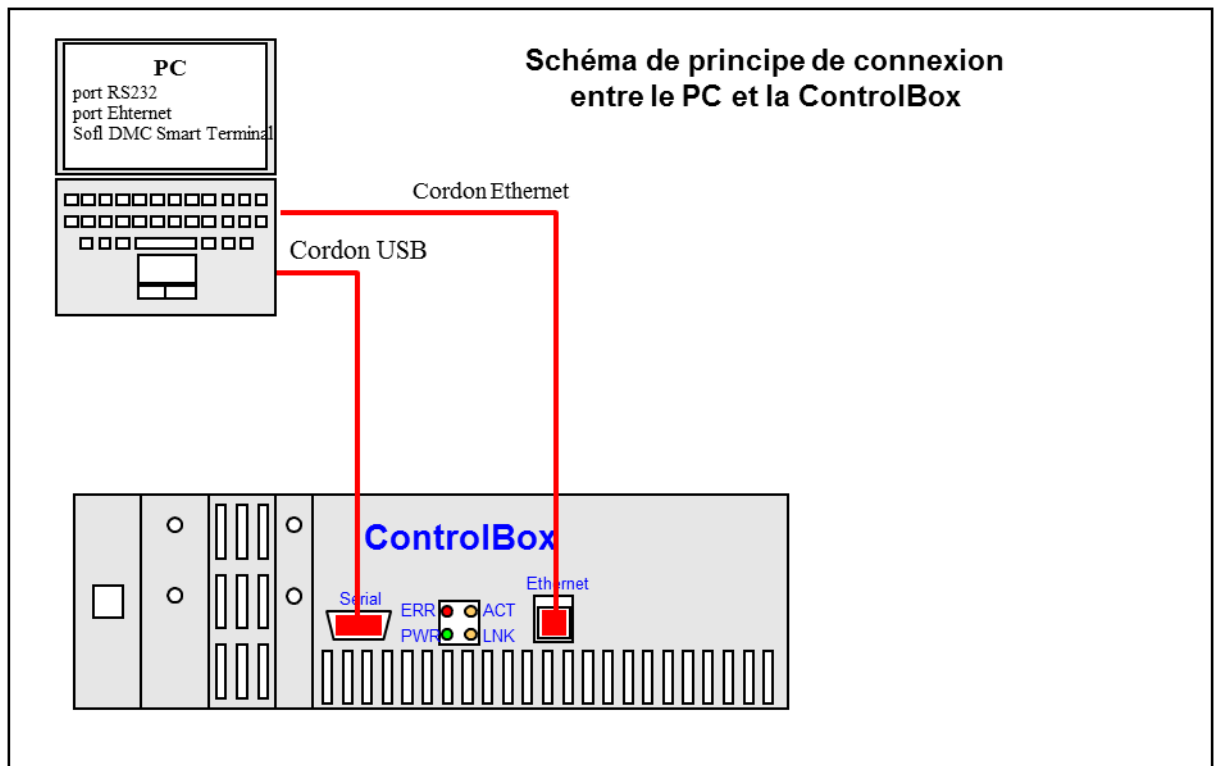 Schéma de principe de connexion
entre le PC et la ControlBox
PC
port RS232
port Ehternet
Sofl DMC Smart Terminal
Cordon Ethernet
Cordon USB
ControlBox
Serial
Ethernet
ERR
ACT
PWR
LNK